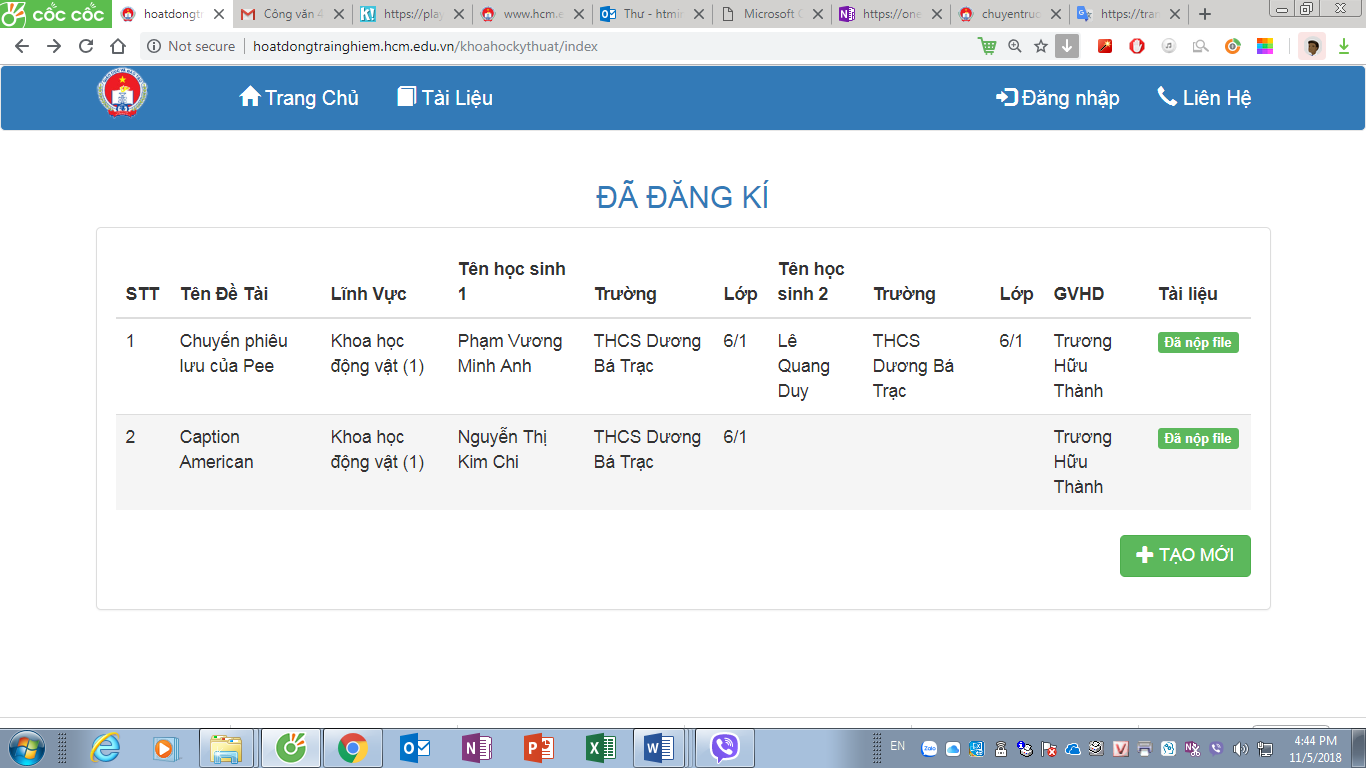 cốc cốc
hoatdongtr
Công văn 4
https://play
www.hcm.e
Thư - htmin
Microsoft O
https://one
chuyentruc
https://tran
Not secure
hoatdongtrainghiem.hcm.edu.vn/khoahockythuat/index
Trang Chủ
Tài Liệu
Đăng nhập
Liên Hệ
ĐÃ ĐĂNG KÍ
STT Tên Đề Tài Lĩnh Vực Tên học sinh 1 Trường Lớp Tên học sinh 2 Trường Lớp GVHD Tài liệu
1 Chuyến phiêu lưu của Pee Khoa học động vật (1) Phạm Vương Minh Anh THCS Dương Bá Trạc 6/1 Lê Quang Duy THCS Dương Bá Trạc 6/1 Trương Hữu Thành Đã nộp file
2 Caption American Khoa học động vật (1) Nguyễn Thị Kim Chi THCS Dương Bá Trạc 6/1 Trương Hữu Thành Đã nộp file
TẠO MỚI
EN
Zalo
4:44 PM
11/5/2018